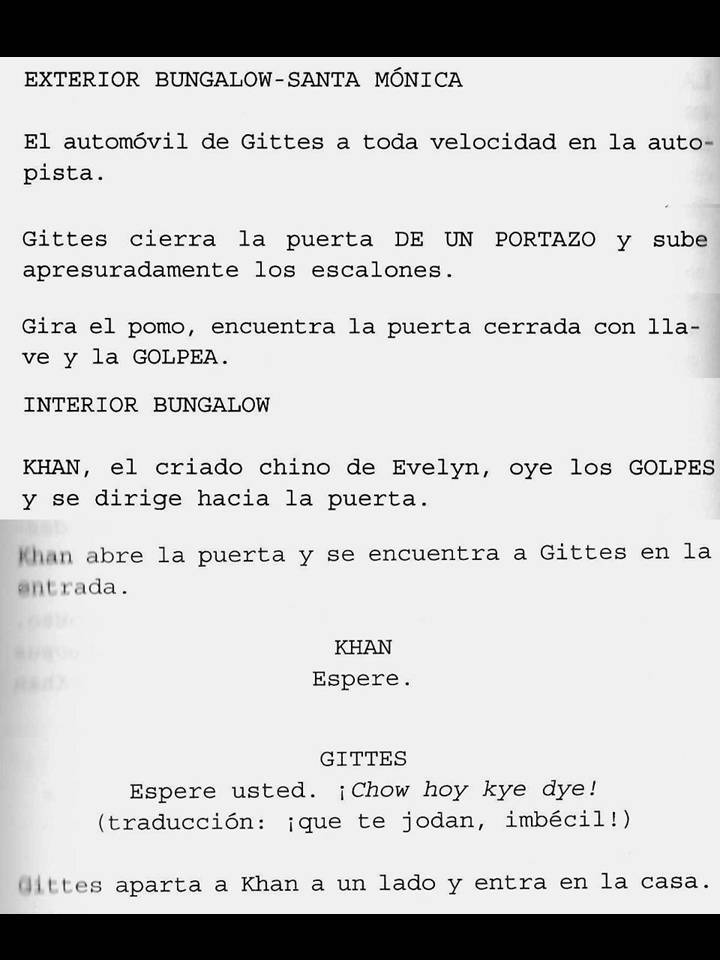 EXTERIOR BUNGALOW-SANTA MÓNICA
El automóvil de Gittes a toda velocidad en la auto-
pista.
Gittes cierra la puerta DE UN PORTAZO y sube
apresuradamente los escalones.
Gira el pomo, encuentra la puerta cerrada con lla-
ve y la GOLPEA.
INTERIOR BUNGALOW
KHAN, el criado chino de Evelyn, oye los GOLPES
y se dirige hacia la puerta.
Khan abre la puerta y se encuentra a Gittes en la
entrada.
KHAN
Espere.
GITTES
Espere usted. ¡Chow hoy kye dye!
(traducción: ¡que te jodan, imbécil!)
Gittes aparta a Khan a un lado y entra en la casa.